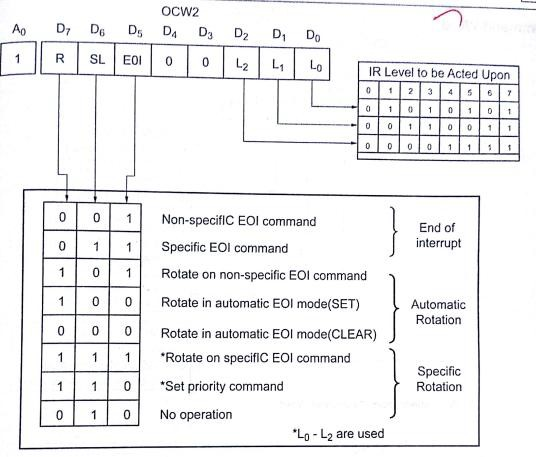 OCW2
A0 D7 D6 D5 D4 D3 D2 D1 D0
1 R SL E0I 0 0 L2 L1 L0
IR Level to be Acted Upon
0 1 2 3 4 5 6 7
0 1 0 1 0 1 0 1
0 0 1 1 0 0 1 1
0 0 0 0 1 1 1 1
0 0 1 Non-specifIC EOI command
0 1 1 Specific EOI command
End of
interrupt
1 0 1 Rotate on non-specific EOI command
1 0 0 Rotate in automatic EOI mode(SET)
0 0 0 Rotate in automatic EOI mode(CLEAR)
Automatic
Rotation
1 1 1 *Rotate on specifIC EOI command
1 1 0 *Set priority command
0 1 0 No operation
Specific
Rotation
*L0 - L2 are used